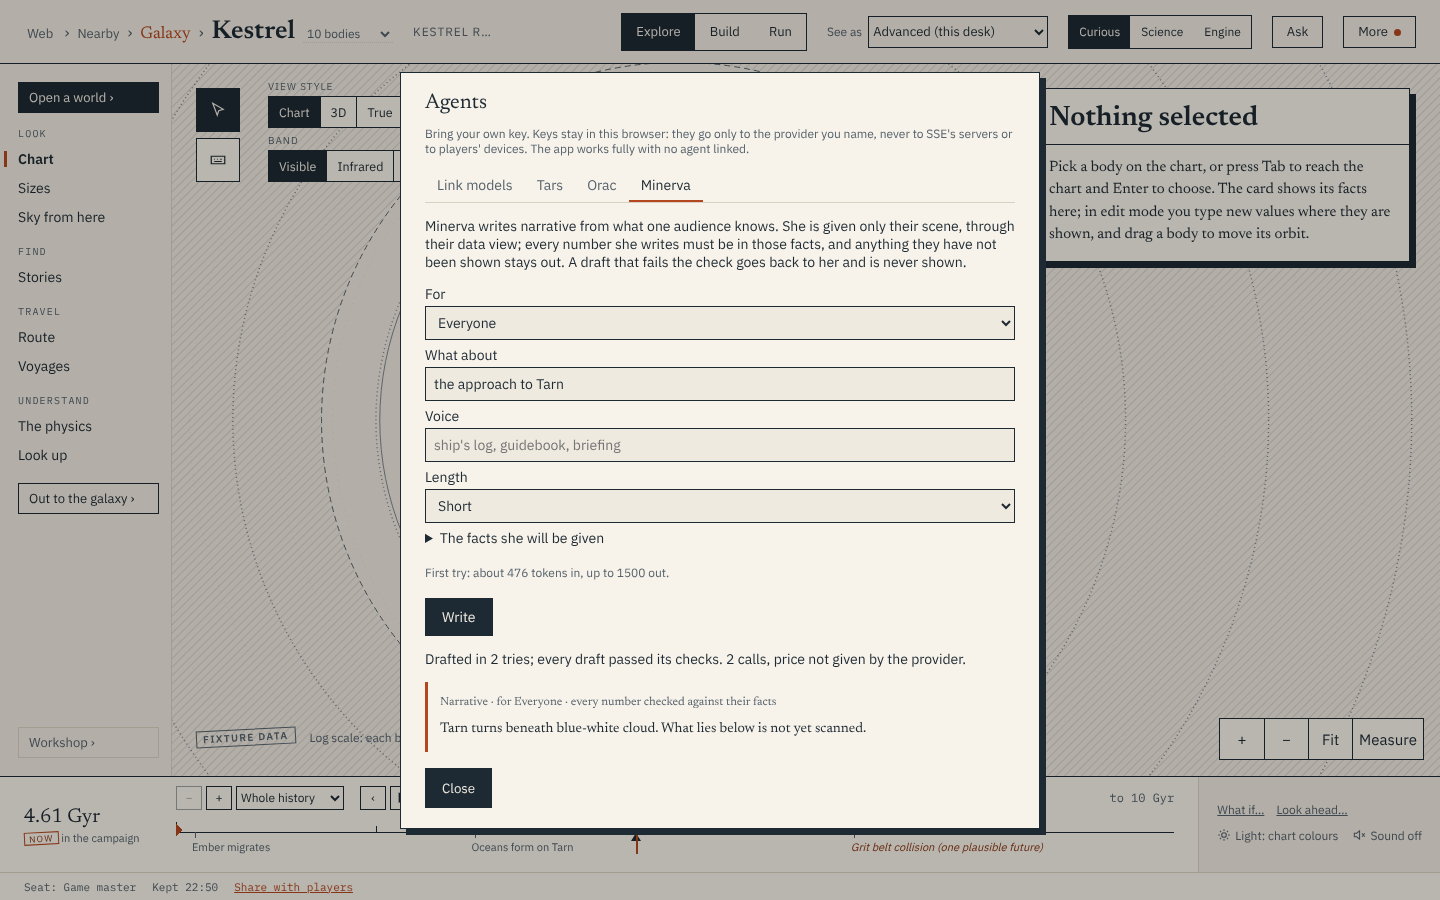 Web › Nearby › Galaxy › Kestrel 10 bodies KESTREL R…
Explore Build Run See as Advanced (this desk) Curious Science Engine Ask More
Open a world ›
LOOK
Chart
Sizes
Sky from here
FIND
Stories
TRAVEL
Route
Voyages
UNDERSTAND
The physics
Look up
Out to the galaxy ›
Workshop ›
VIEW STYLE
Chart 3D True
BAND
Visible Infrared
FIXTURE DATA Log scale: each b
Agents
Bring your own key. Keys stay in this browser: they go only to the provider you name, never to SSE's servers or
to players' devices. The app works fully with no agent linked.
Link models Tars Orac Minerva
Minerva writes narrative from what one audience knows. She is given only their scene, through
their data view; every number she writes must be in those facts, and anything they have not
been shown stays out. A draft that fails the check goes back to her and is never shown.
For
Everyone
What about
the approach to Tarn
Voice
ship's log, guidebook, briefing
Length
Short
The facts she will be given
First try: about 476 tokens in, up to 1500 out.
Write
Drafted in 2 tries; every draft passed its checks. 2 calls, price not given by the provider.
Narrative · for Everyone · every number checked against their facts
Tarn turns beneath blue-white cloud. What lies below is not yet scanned.
Close
Nothing selected
Pick a body on the chart, or press Tab to reach the
chart and Enter to choose. The card shows its facts
here; in edit mode you type new values where they are
shown, and drag a body to move its orbit.
+ − Fit Measure
4.61 Gyr
NOW in the campaign
− + Whole history ‹
to 10 Gyr
Ember migrates
Oceans form on Tarn
Grit belt collision (one plausible future)
What if… Look ahead…
Light: chart colours Sound off
Seat: Game master Kept 22:50 Share with players